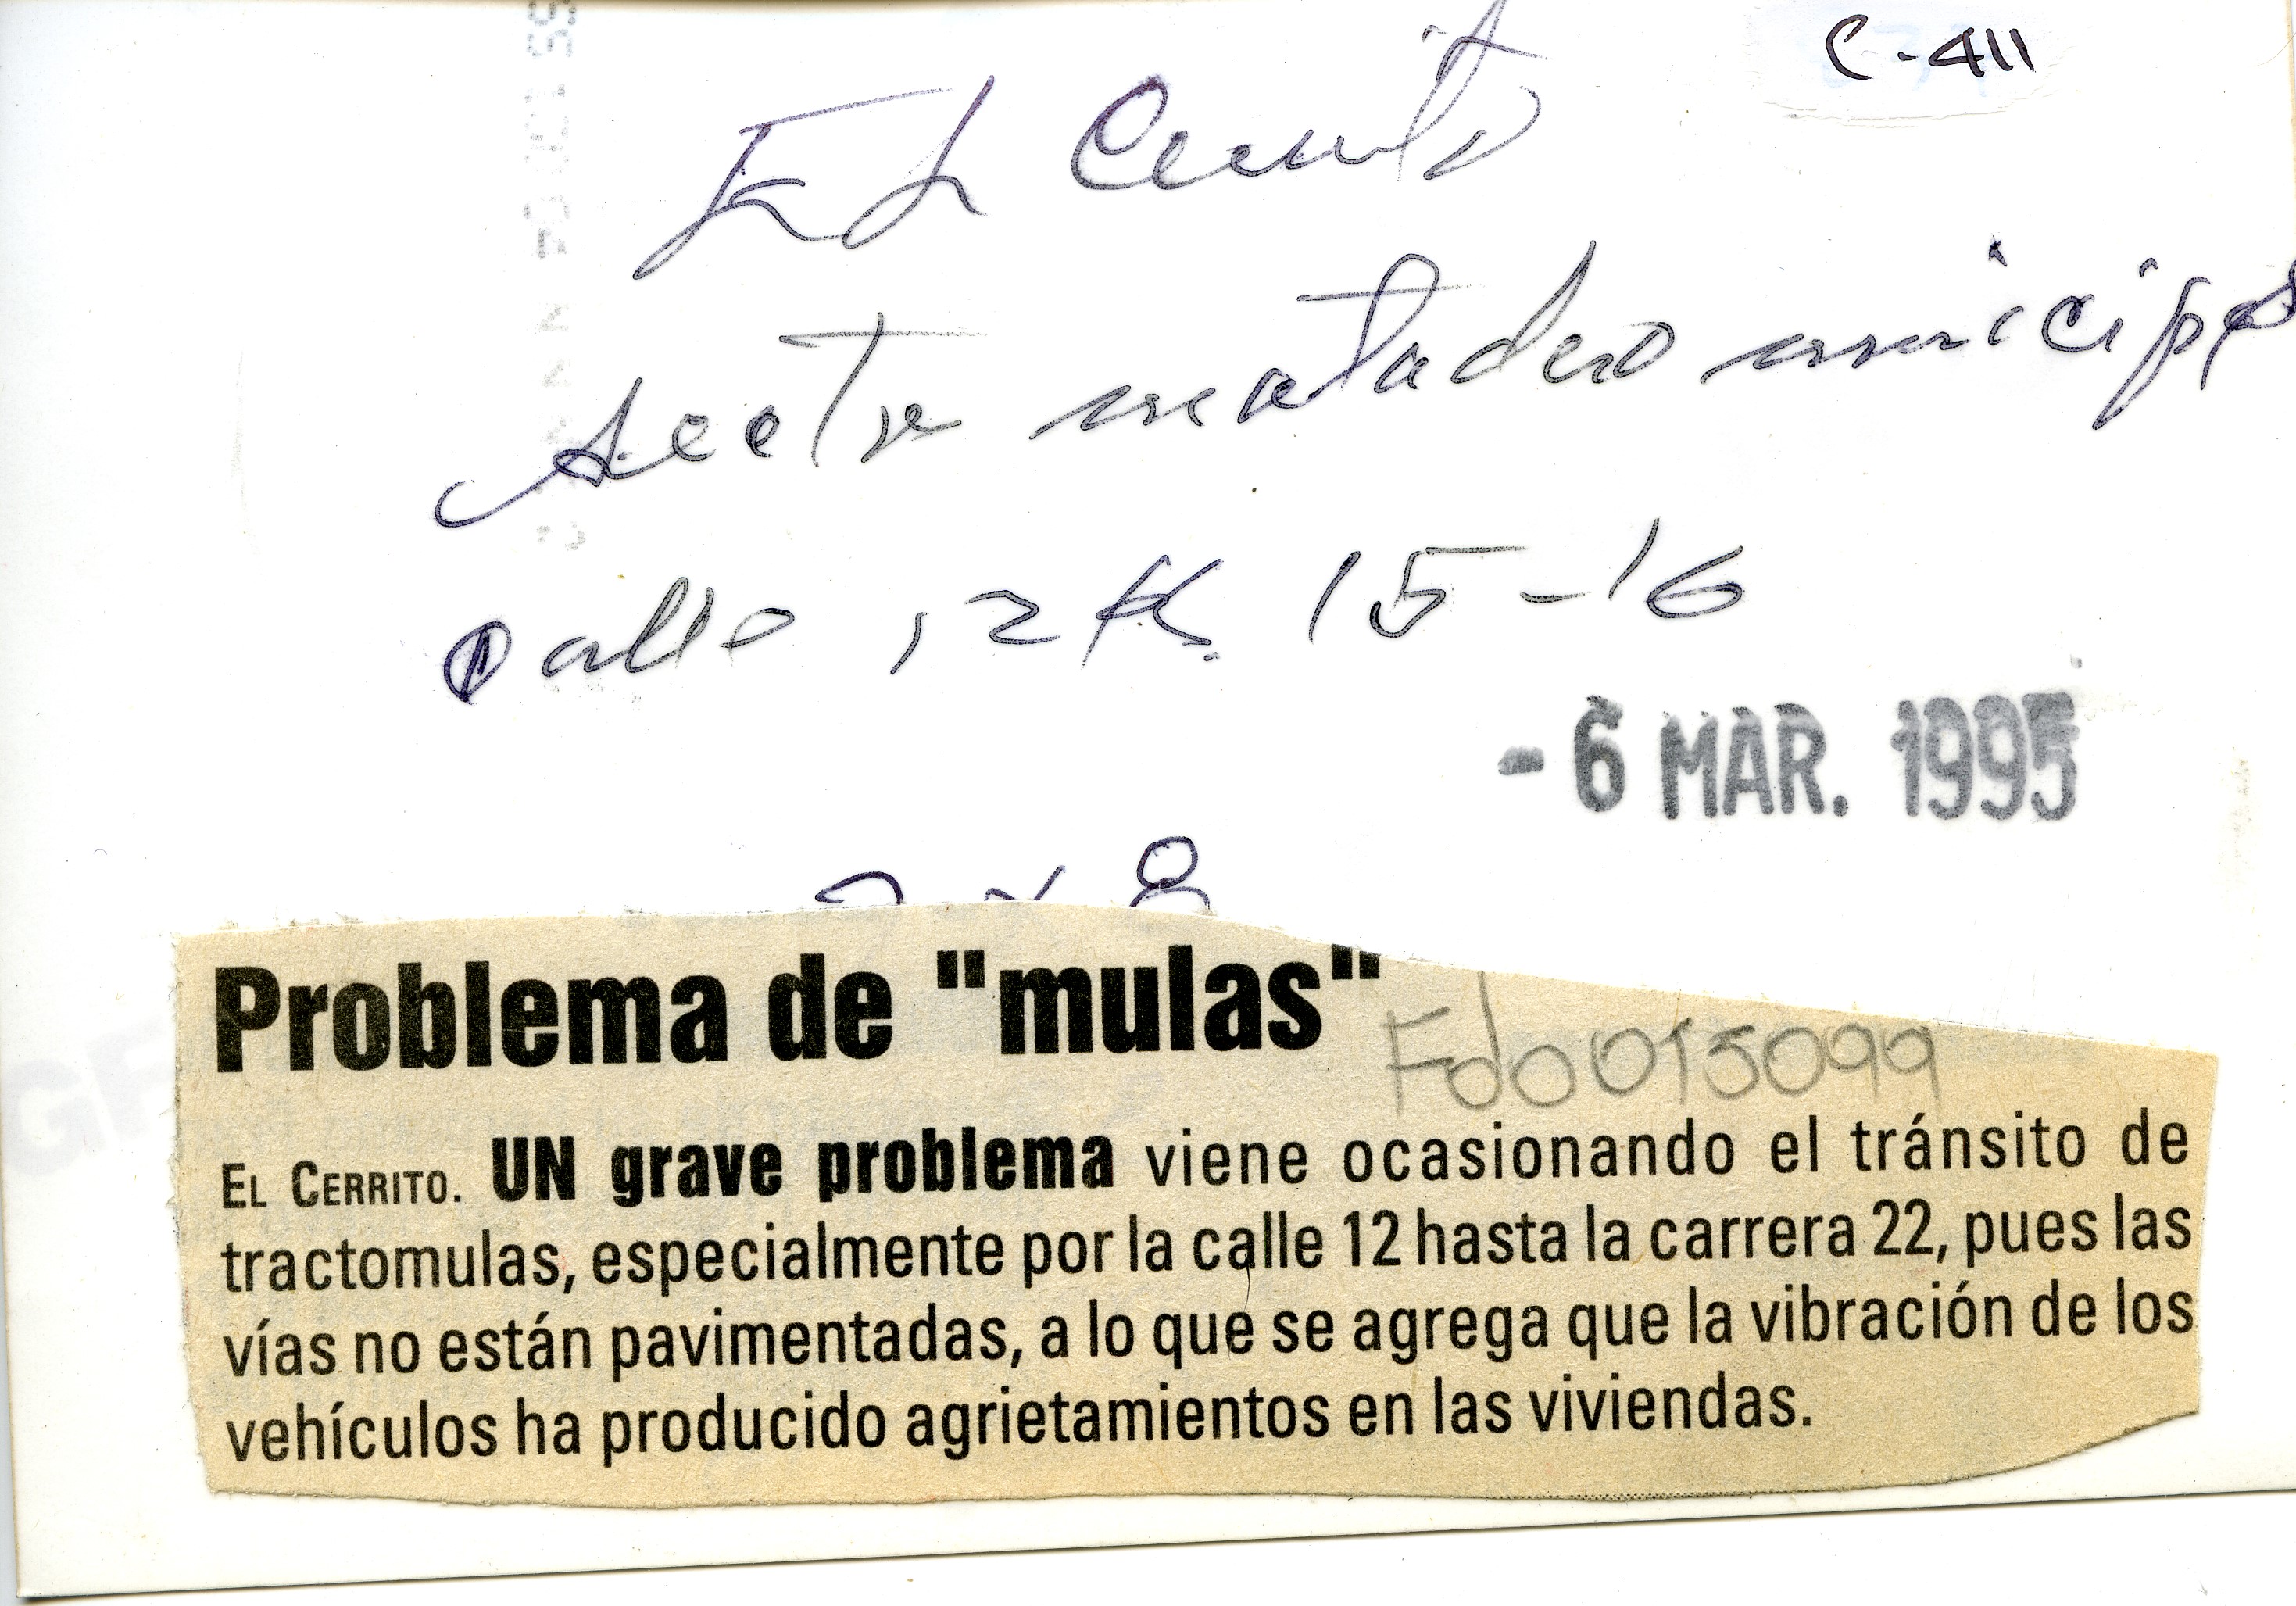 C-411
El Cerrito
Sector matadero municipal
Calle 12 K. 15-16
- 6 MAR. 1995
Problema de "mulas"
Fdo 015099
EL CERRITO. UN grave problema viene ocasionando el tránsito de
tractomulas, especialmente por la calle 12 hasta la carrera 22, pues las
vías no están pavimentadas, a lo que se agrega que la vibración de los
vehículos ha producido agrietamientos en las viviendas.